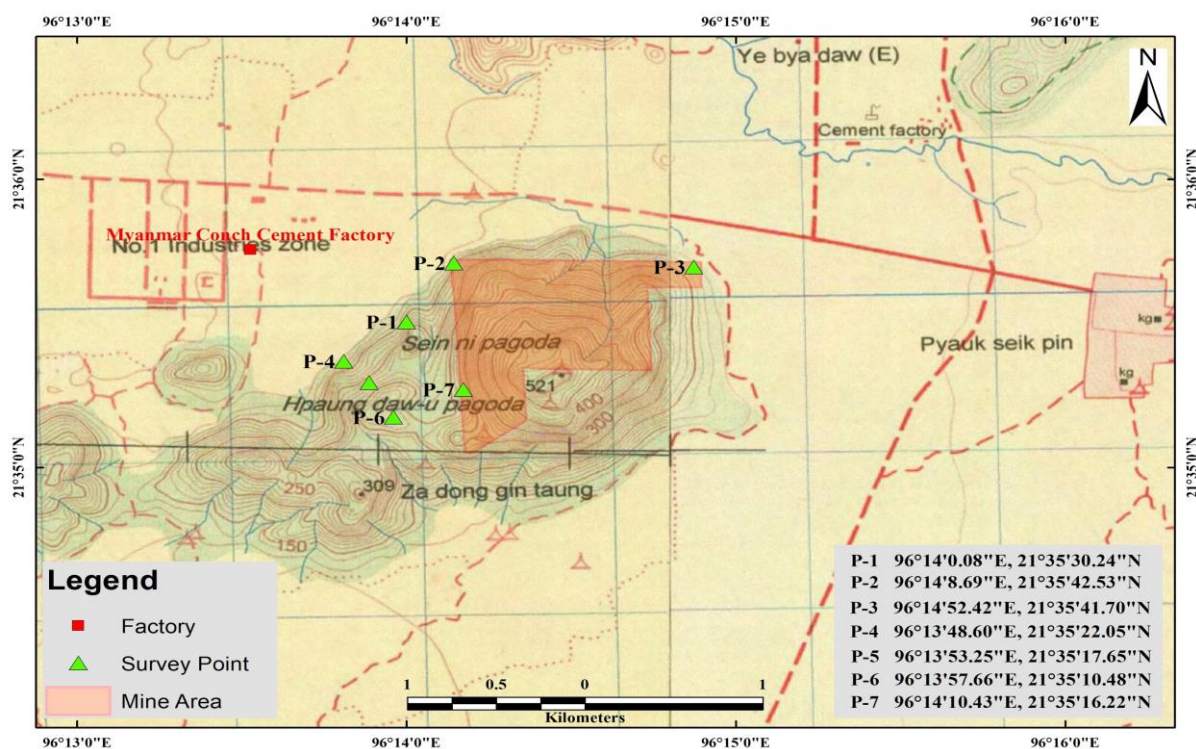 96°13'0"E 96°14'0"E 96°15'0"E 96°16'0"E
N
Ye bya daw (E)
Cement factory
21°36'0"N 21°36'0"N
Myanmar Conch Cement Factory
No.1 Industries zone
P-2
P-3
P-1
Sein ni pagoda
kg
Pyauk seik pin
P-4
521
kg
P-7
Hpaung daw-u pagoda
400
P-6
300
21°35'0"N 21°35'0"N
250
309
Za dong gin taung
150
Legend
Factory
Survey Point
Mine Area
1 0.5 0 1
Kilometers
P-1 96°14'0.08"E, 21°35'30.24"N
P-2 96°14'8.69"E, 21°35'42.53"N
P-3 96°14'52.42"E, 21°35'41.70"N
P-4 96°13'48.60"E, 21°35'22.05"N
P-5 96°13'53.25"E, 21°35'17.65"N
P-6 96°13'57.66"E, 21°35'10.48"N
P-7 96°14'10.43"E, 21°35'16.22"N
96°13'0"E 96°14'0"E 96°15'0"E 96°16'0"E